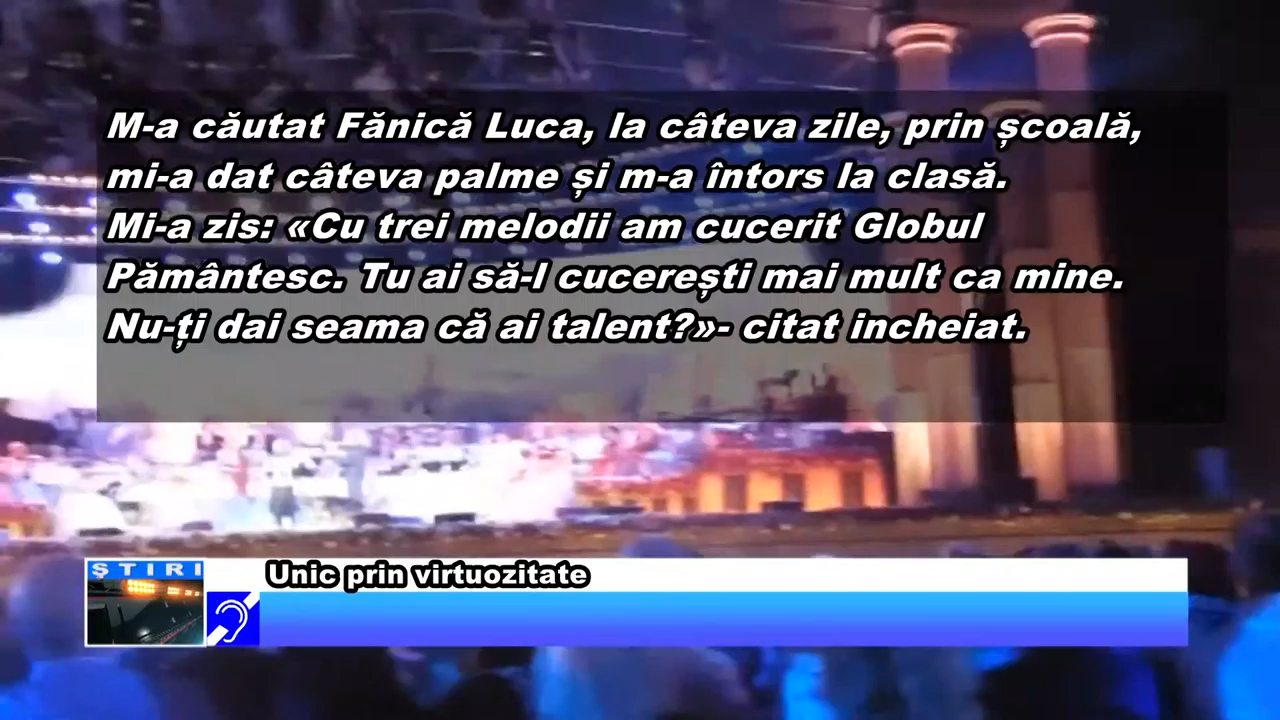 M-a căutat Fănică Luca, la câteva zile, prin școală,
mi-a dat câteva palme și m-a întors la clasă.
Mi-a zis: «Cu trei melodii am cucerit Globul
Pământesc. Tu ai să-l cucerești mai mult ca mine.
Nu-ți dai seama că ai talent?»- citat incheiat.
ȘTIRI
Unic prin virtuozitate